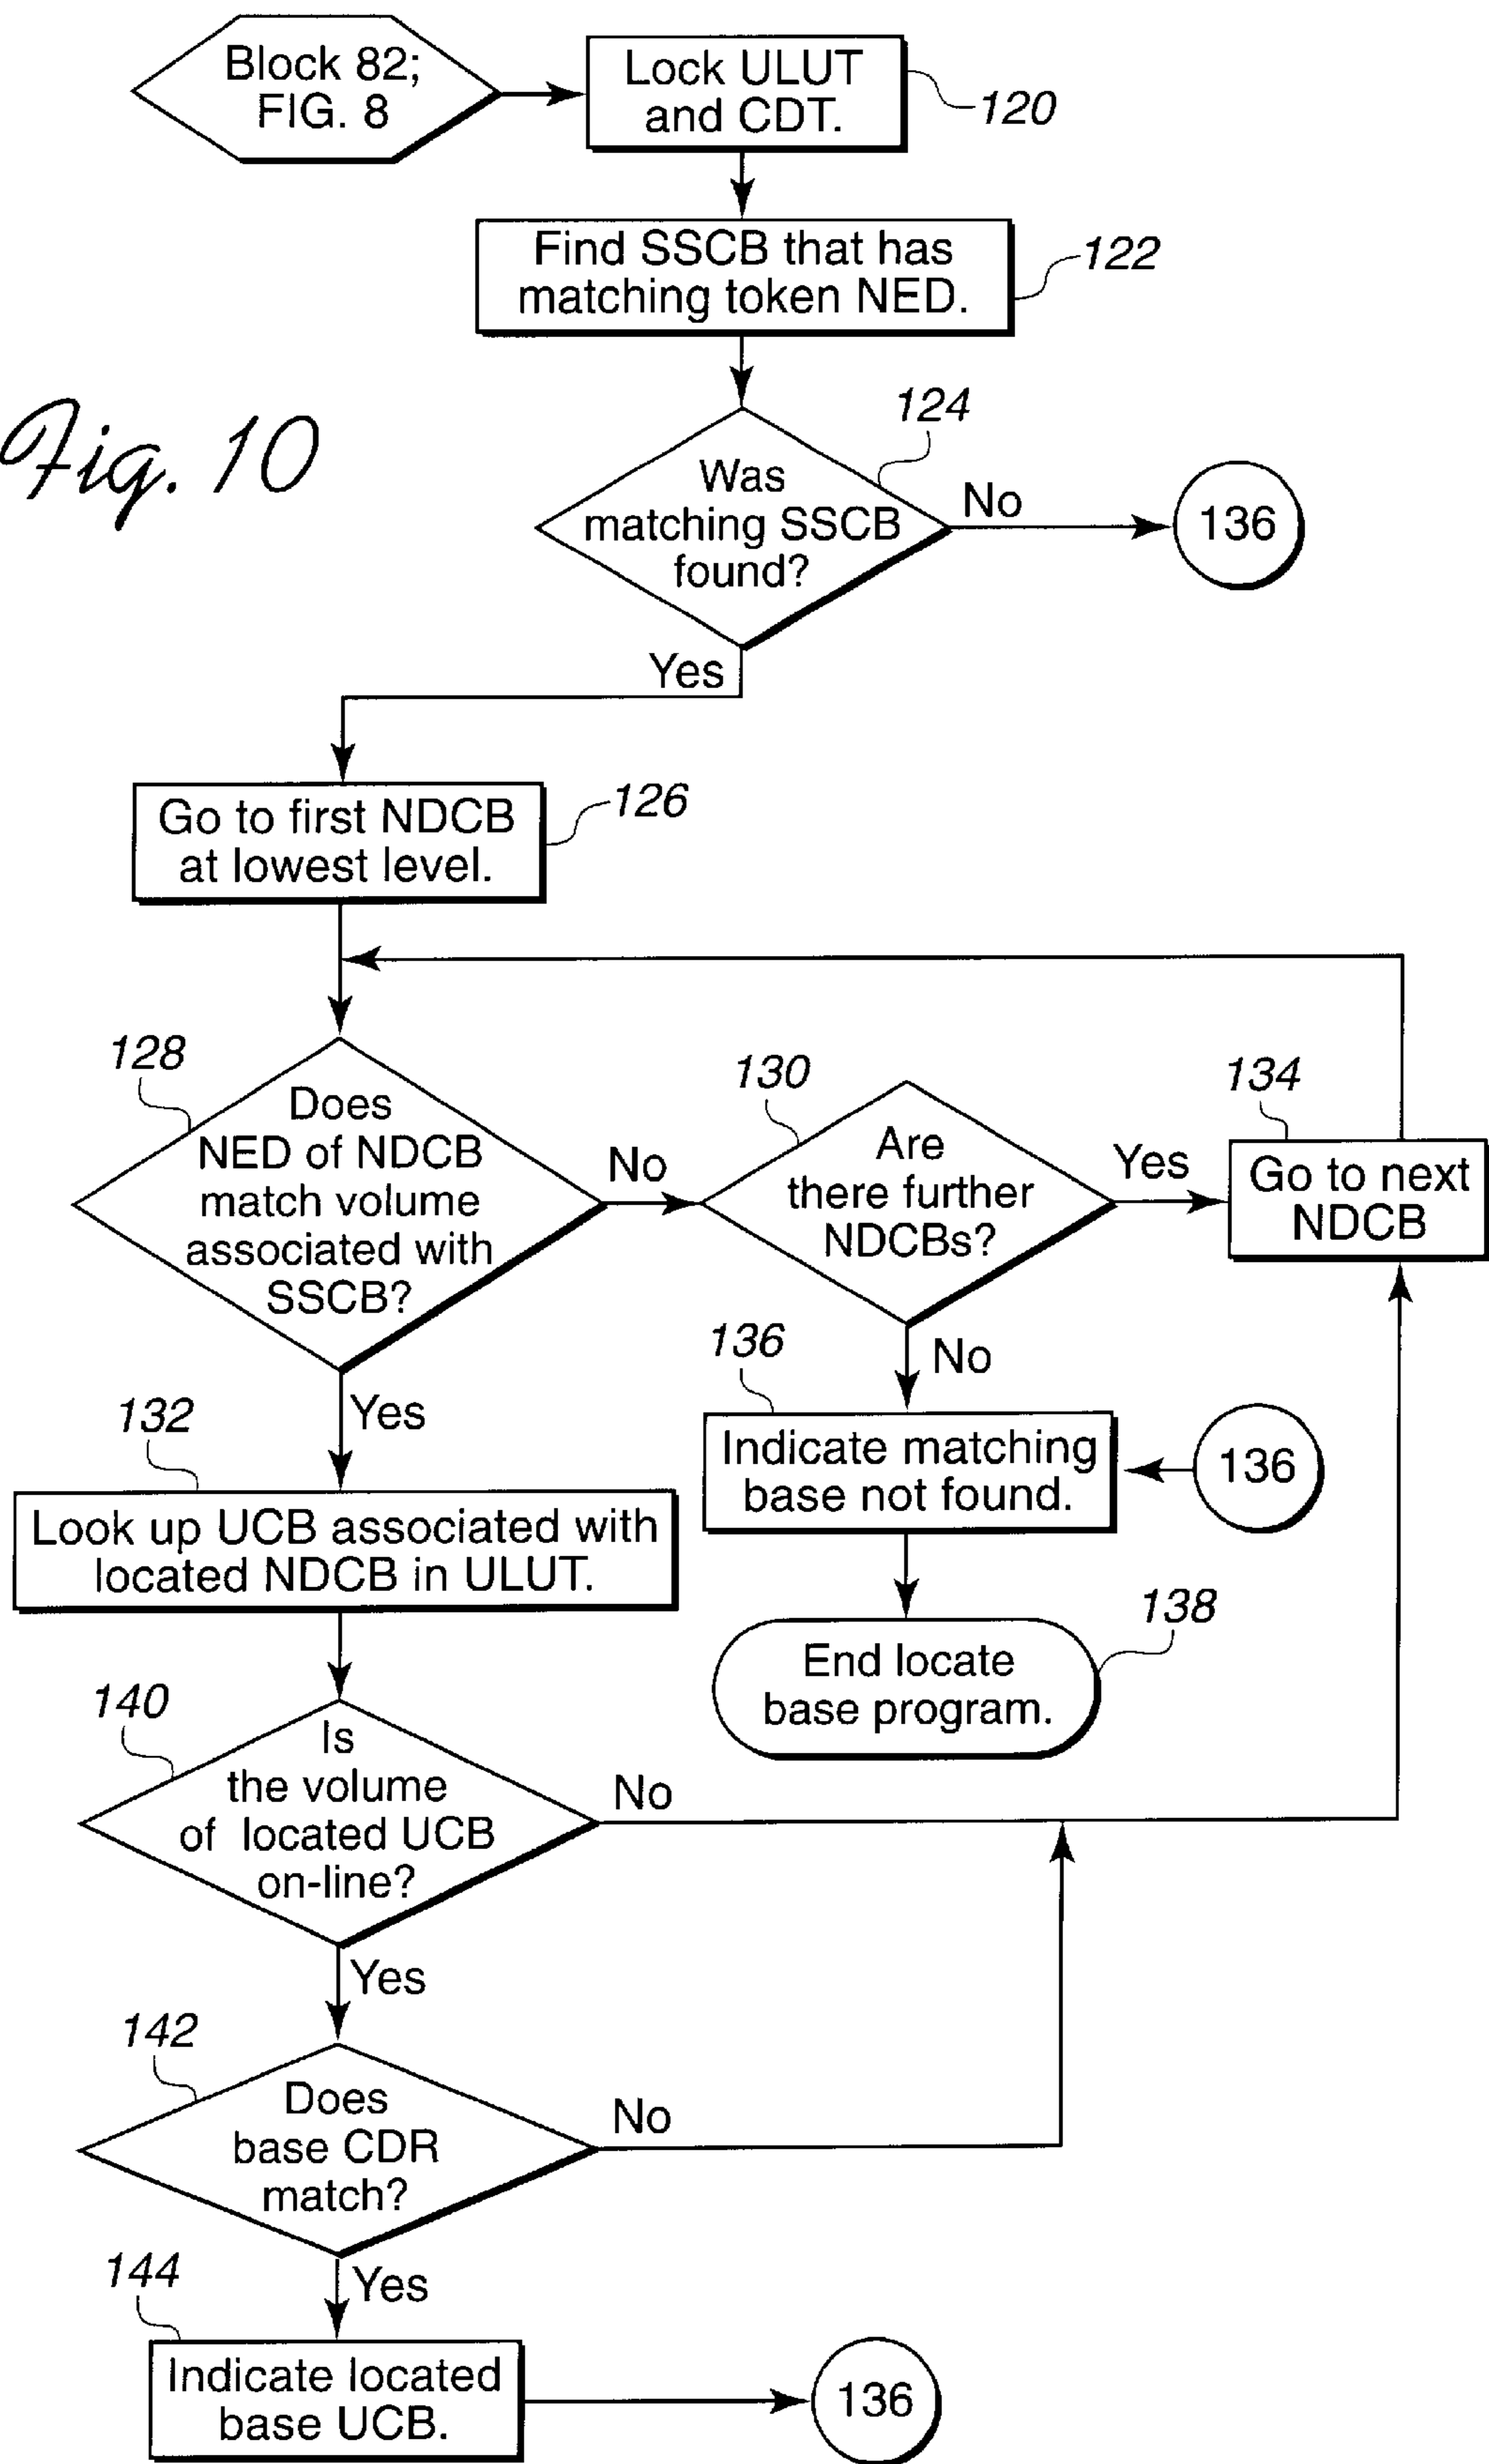 Block 82;
FIG. 8
Lock ULUT
and CDT.
120
Find SSCB that has
matching token NED.
122
Fig. 10
124
Was
matching SSCB
found?
No
136
Yes
Go to first NDCB
at lowest level.
126
128
Does
NED of NDCB
match volume
associated with
SSCB?
No
130
Are
there further
NDCBs?
Yes
134
Go to next
NDCB
No
136
Indicate matching
base not found.
136
Yes
132
Look up UCB associated with
located NDCB in ULUT.
138
End locate
base program.
140
Is
the volume
of located UCB
on-line?
No
Yes
142
Does
base CDR
match?
No
Yes
144
Indicate located
base UCB.
136